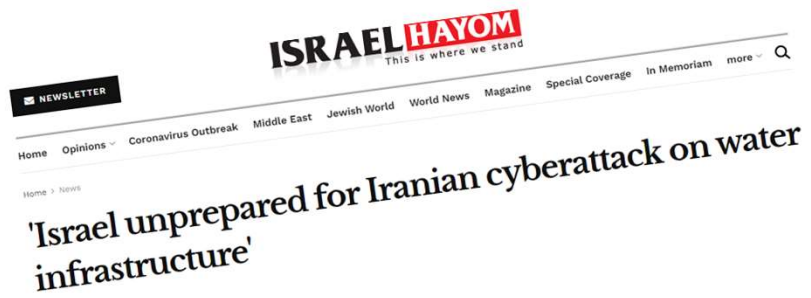 ISRAEL HAYOM
This is where we stand
NEWSLETTER
Home Opinions Coronavirus Outbreak Middle East Jewish World World News Magazine Special Coverage In Memoriam more
Home > News
'Israel unprepared for Iranian cyberattack on water
infrastructure'